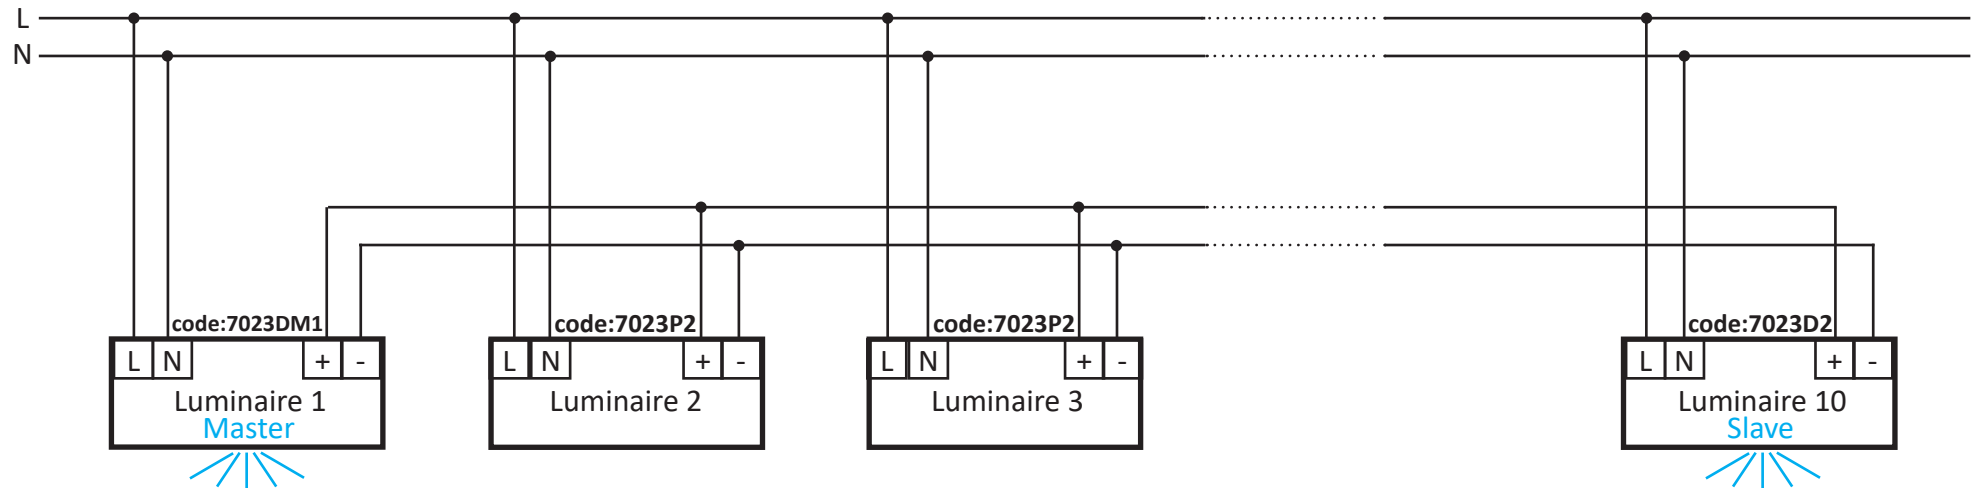 L
N
code:7023DM1 code:7023P2 code:7023P2 code:7023D2
L N + - L N + - L N + - L N + -
Luminaire 1 Luminaire 2 Luminaire 3 Luminaire 10
Master Slave